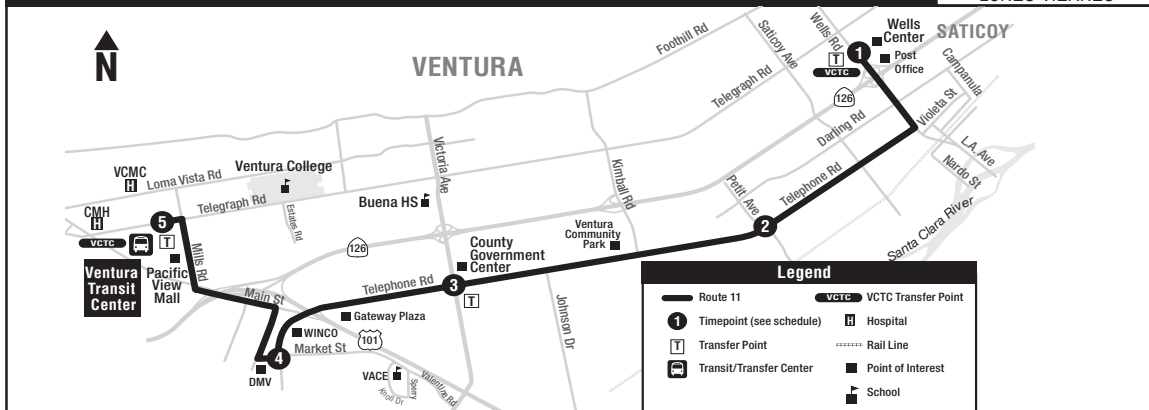 N
VENTURA
SATICOY
Foothill Rd
Saticoy Ave
Wells Rd
Wells
Center
1
T
VCTC
Post
Office
Campanula
126
Telegraph Rd
Darling Rd
Violeta St
L.A. Ave
Nardo St
Santa Clara River
Telephone Rd
Petit Ave
2
Kimball Rd
Ventura
Community
Park
Victoria Ave
Ventura College
Buena HS
VCMC
H
Loma Vista Rd
Telegraph Rd
Estates Rd
CMH
H
5
VCTC
T
Ventura
Transit
Center
Pacific
View
Mall
Mills Rd
126
County
Government
Center
3
T
Telephone Rd
Main St
Gateway Plaza
Johnson Dr
WINCO
101
Market St
4
DMV
VACE
Valentine Rd
Sperry
Knoll Dr
Legend
Route 11
VCTC VCTC Transfer Point
1 Timepoint (see schedule)
H Hospital
T Transfer Point
Rail Line
Transit/Transfer Center
Point of Interest
School